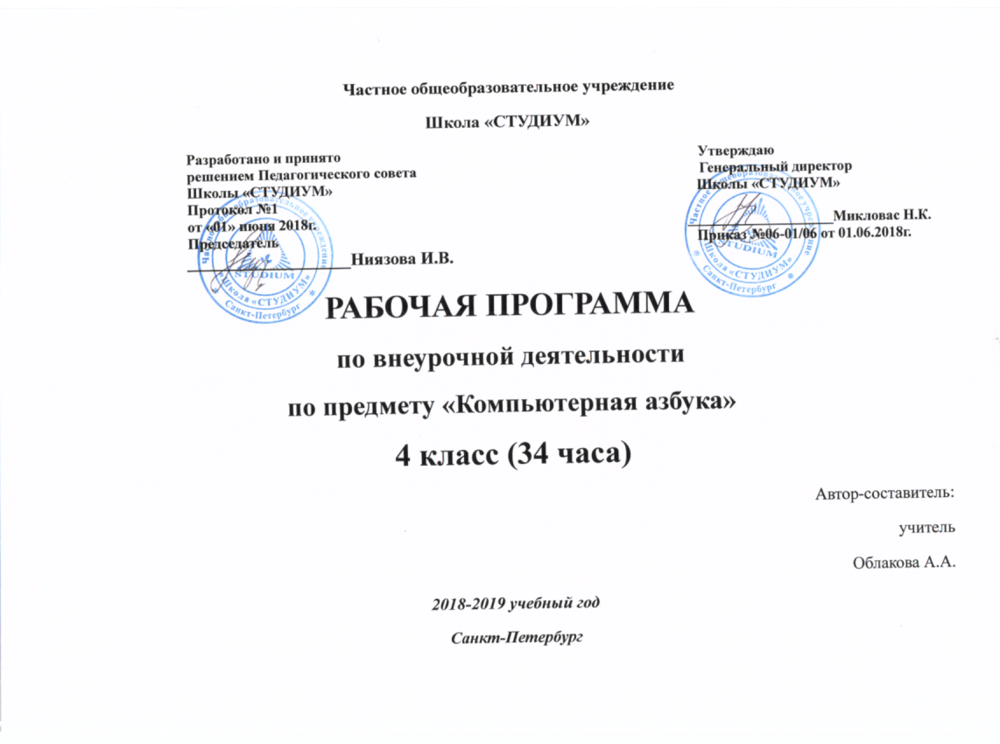 Частное общеобразовательное учреждение
Школа «СТУДИУМ»
Разработано и принято
решением Педагогического совета
Школы «СТУДИУМ»
Протокол №1
от «01» июня 2018г.
Председатель
Ниязова И.В.
Частное общеобразовательное учреждение
STUDIUM
«Школа «СТУДИУМ»
Санкт-Петербург
Утверждаю
Генеральный директор
Школы «СТУДИУМ»
Микловас Н.К.
Приказ №06-01/06 от 01.06.2018г.
Частное общеобразовательное учреждение
STUDIUM
«Школа «СТУДИУМ»
Санкт-Петербург
РАБОЧАЯ ПРОГРАММА
по внеурочной деятельности
по предмету «Компьютерная азбука»
4 класс (34 часа)
Автор-составитель:
учитель
Облакова А.А.
2018-2019 учебный год
Санкт-Петербург